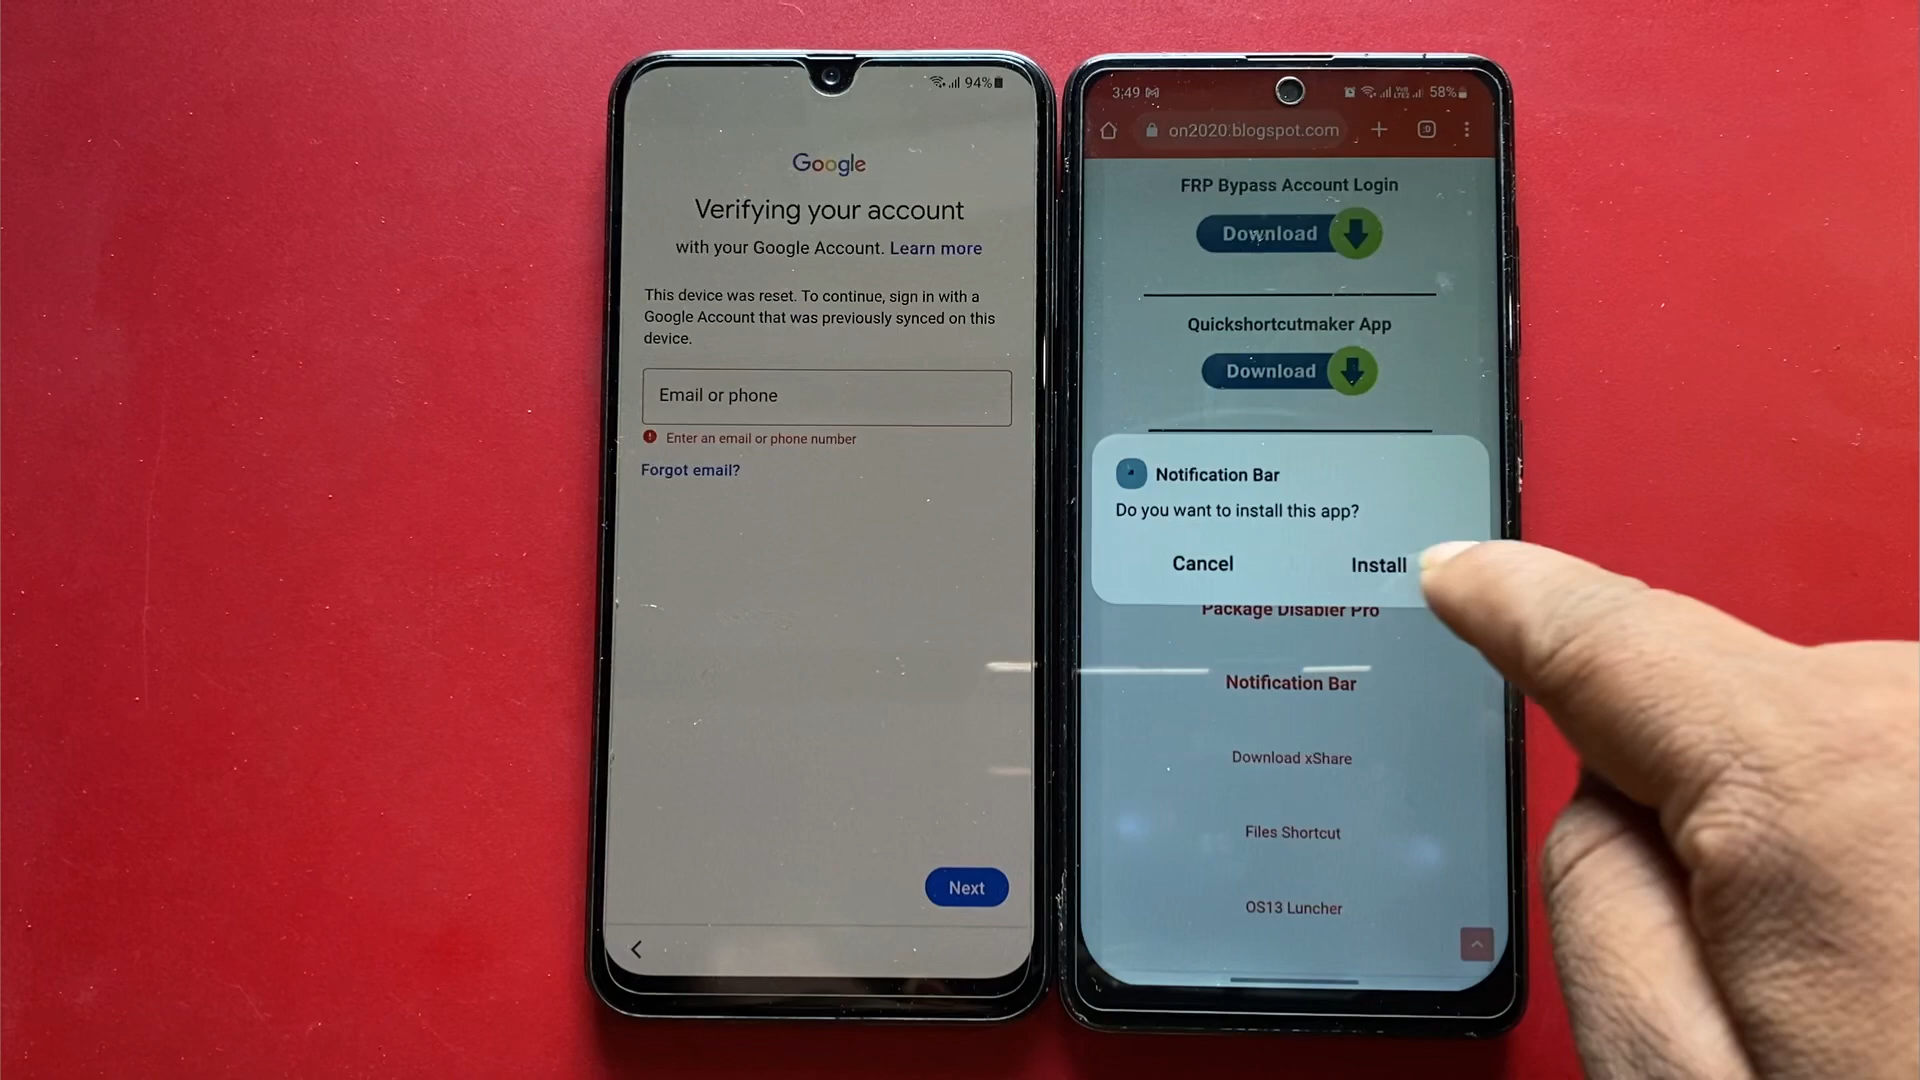 94%
Google
Verifying your account
with your Google Account. Learn more
This device was reset. To continue, sign in with a
Google Account that was previously synced on this
device.
Email or phone
Enter an email or phone number
Forgot email?
Next
3:49
58%
on2020.blogspot.com
FRP Bypass Account Login
Download
Quickshortcutmaker App
Download
Notification Bar
Do you want to install this app?
Cancel Install
Package Disabler Pro
Notification Bar
Download xShare
Files Shortcut
OS13 Luncher